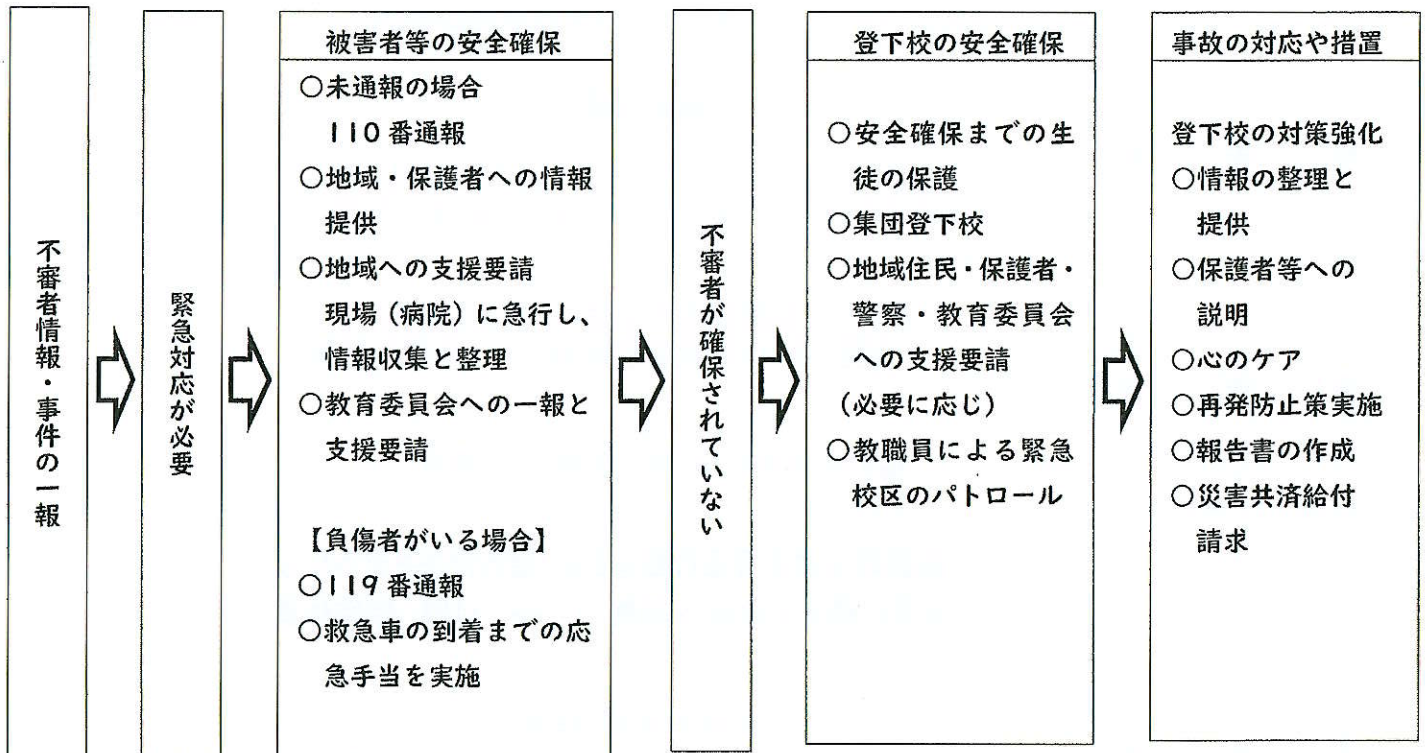 不審者情報・事件の一報
緊急対応が必要
被害者等の安全確保
○未通報の場合
110番通報
○地域・保護者への情報
提供
○地域への支援要請
現場（病院）に急行し、
情報収集と整理
○教育委員会への一報と
支援要請
【負傷者がいる場合】
○119番通報
○救急車の到着までの応
急手当を実施
不審者が確保されていない
登下校の安全確保
○安全確保までの生
徒の保護
○集団登下校
○地域住民・保護者・
警察・教育委員会
への支援要請
（必要に応じ）
○教職員による緊急
校区のパトロール
事故の対応や措置
登下校の対策強化
○情報の整理と
提供
○保護者等への
説明
○心のケア
○再発防止策実施
○報告書の作成
○災害共済給付
請求